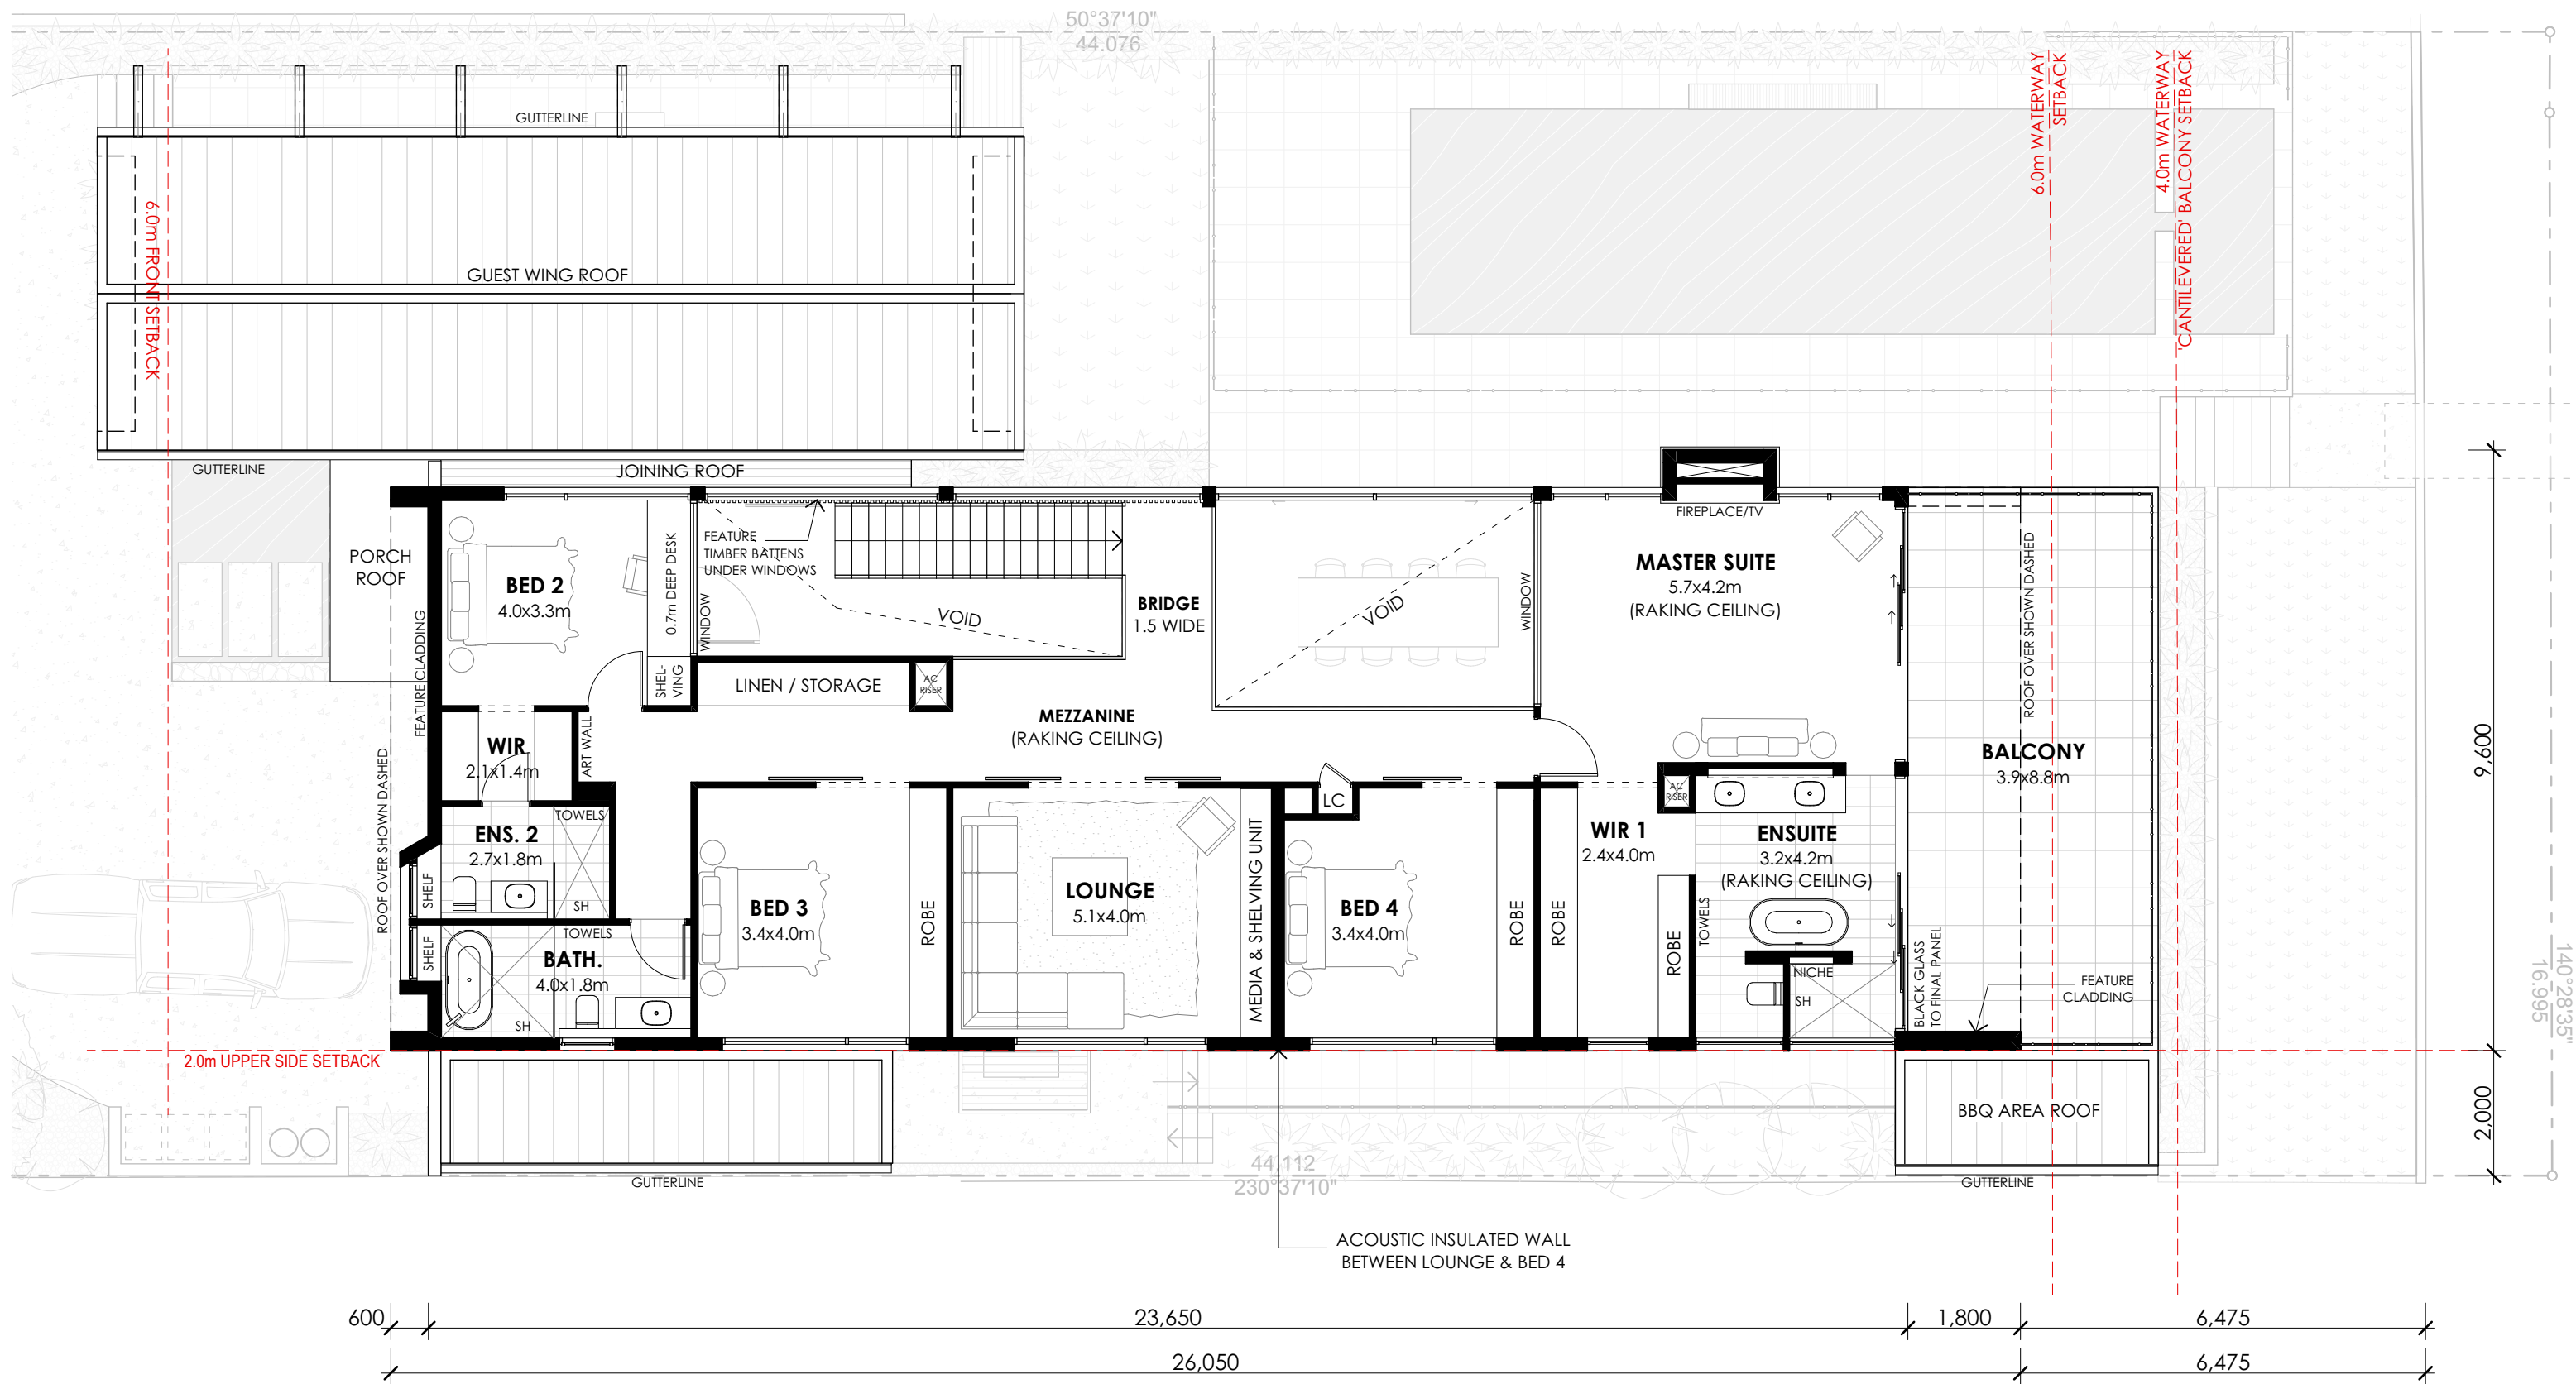 50°37'10"
44.076
6.0m WATERWAY
SETBACK
4.0m WATERWAY
'CANTILEVERED' BALCONY SETBACK
GUTTERLINE
6.0m FRONT SETBACK
GUEST WING ROOF
GUTTERLINE
JOINING ROOF
PORCH
ROOF
FEATURE CLADDING
ROOF OVER SHOWN DASHED
BED 2
4.0x3.3m
0.7m DEEP DESK
SHEL-
VING
WINDOW
FEATURE
TIMBER BATTENS
UNDER WINDOWS
VOID
BRIDGE
1.5 WIDE
VOID
WINDOW
FIREPLACE/TV
MASTER SUITE
5.7x4.2m
(RAKING CEILING)
ROOF OVER SHOWN DASHED
LINEN / STORAGE
AC
RISER
MEZZANINE
(RAKING CEILING)
WIR
2.1x1.4m
ART WALL
BALCONY
3.9x8.8m
9,600
ENS. 2
2.7x1.8m
TOWELS
SHELF
SH
BED 3
3.4x4.0m
ROBE
LOUNGE
5.1x4.0m
MEDIA & SHELVING UNIT
LC
BED 4
3.4x4.0m
ROBE
ROBE
WIR 1
2.4x4.0m
ROBE
AC
RISER
ENSUITE
3.2x4.2m
(RAKING CEILING)
TOWELS
NICHE
SH
BLACK GLASS
TO FINAL PANEL
FEATURE
CLADDING
140°28'35"
16.995
SHELF
TOWELS
BATH.
4.0x1.8m
SH
2.0m UPPER SIDE SETBACK
BBQ AREA ROOF
2,000
GUTTERLINE
44.112
230°37'10"
GUTTERLINE
ACOUSTIC INSULATED WALL
BETWEEN LOUNGE & BED 4
600
23,650
1,800
6,475
26,050
6,475